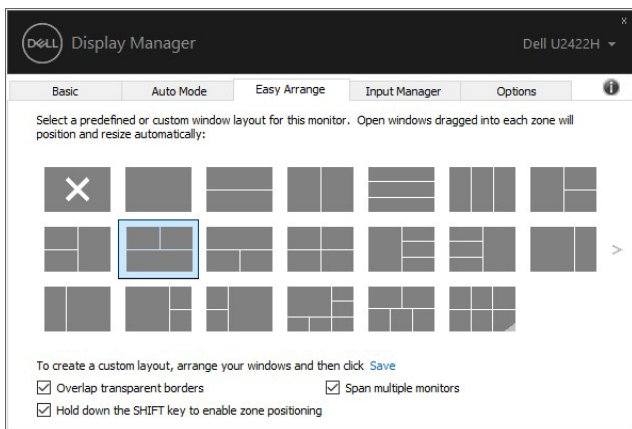 x
DELL Display Manager Dell U2422H
Basic Auto Mode Easy Arrange Input Manager Options i
Select a predefined or custom window layout for this monitor. Open windows dragged into each zone will
position and resize automatically:
>
To create a custom layout, arrange your windows and then click Save
Overlap transparent borders Span multiple monitors
Hold down the SHIFT key to enable zone positioning